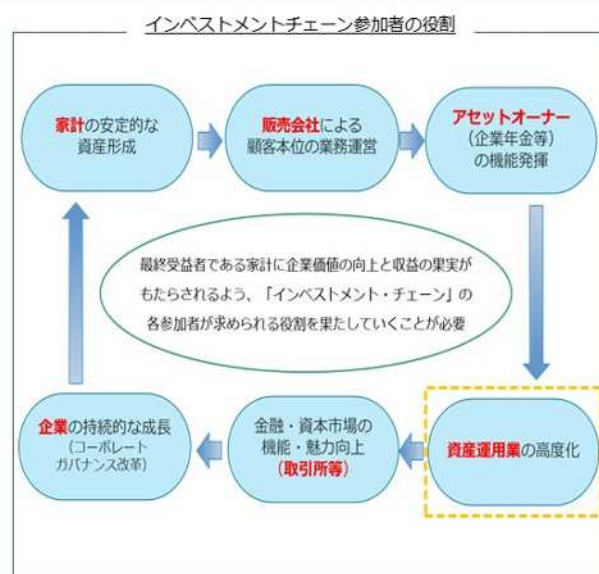 インベストメントチェーン参加者の役割
家計の安定的な
資産形成
販売会社による
顧客本位の業務運営
アセットオーナー
(企業年金等)
の機能発揮
最終受益者である家計に企業価値の向上と収益の果実が
もたらされるよう、「インベストメント・チェーン」の
各参加者が求められる役割を果たしていくことが必要
企業の持続的な成長
(コーポレート
ガバナンス改革)
金融・資本市場の
機能・魅力向上
(取引所等)
資産運用業の高度化